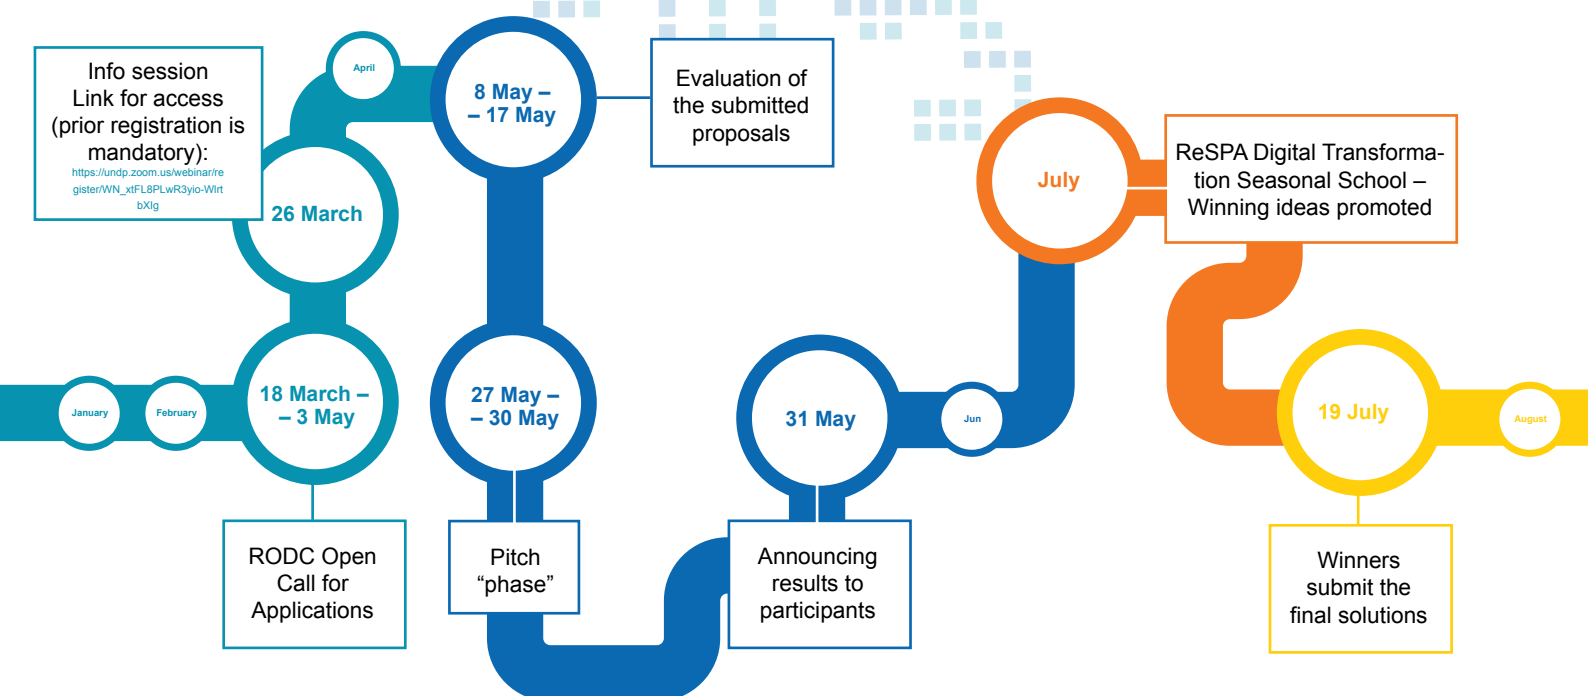 January
February
18 March –
– 3 May
RODC Open
Call for
Applications
26 March
Info session
Link for access
(prior registration is
mandatory):
https://undp.zoom.us/webinar/re
gister/WN_xtFL8PLwR3yio-WIrt
bXIg
April
8 May –
– 17 May
Evaluation of
the submitted
proposals
27 May –
– 30 May
Pitch
“phase”
31 May
Announcing
results to
participants
Jun
July
ReSPA Digital Transforma-
tion Seasonal School –
Winning ideas promoted
19 July
Winners
submit the
final solutions
August